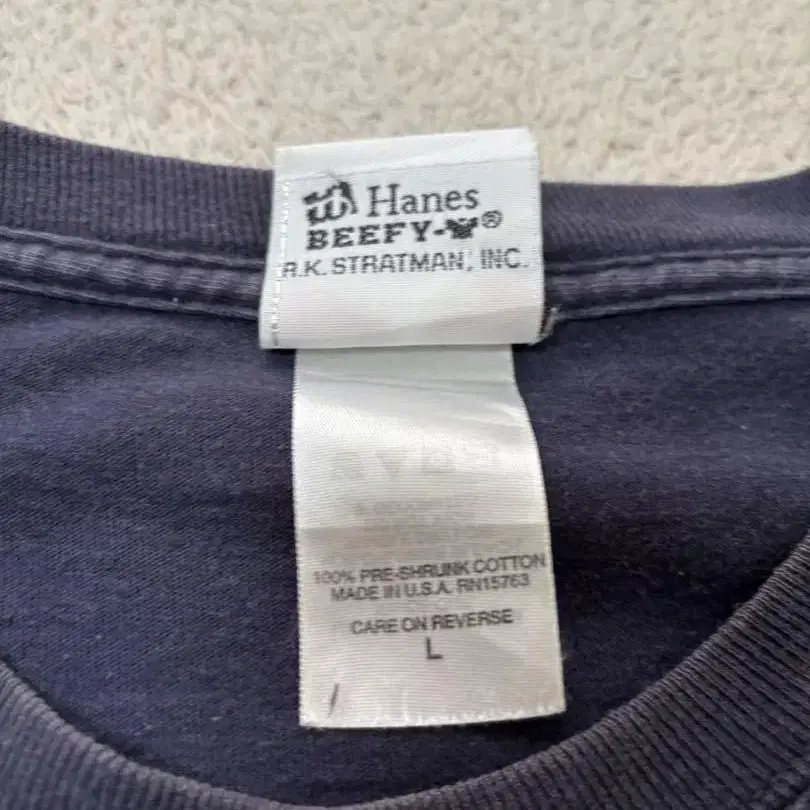 Hanes
BEEFY-T®
R.K. STRATMAN, INC.
100% PRE-SHRUNK COTTON
MADE IN U.S.A. RN15763
CARE ON REVERSE
L